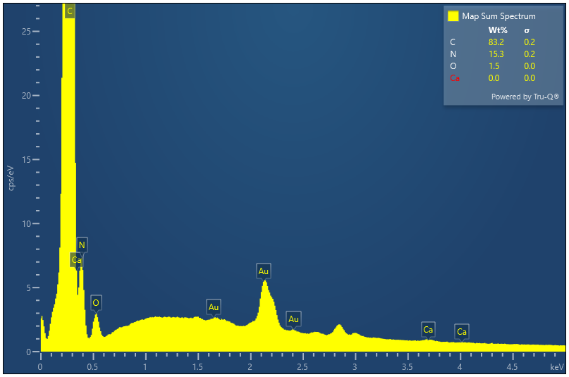 C
Map Sum Spectrum
Wt% σ
C 83.2 0.2
N 15.3 0.2
O 1.5 0.0
Ca 0.0 0.0
Powered by Tru-Q®
25
20
cps/eV
15
10
N
Ca
Au
5
O
Au
Au
Ca
Ca
0
0 0.5 1 1.5 2 2.5 3 3.5 4 4.5 keV